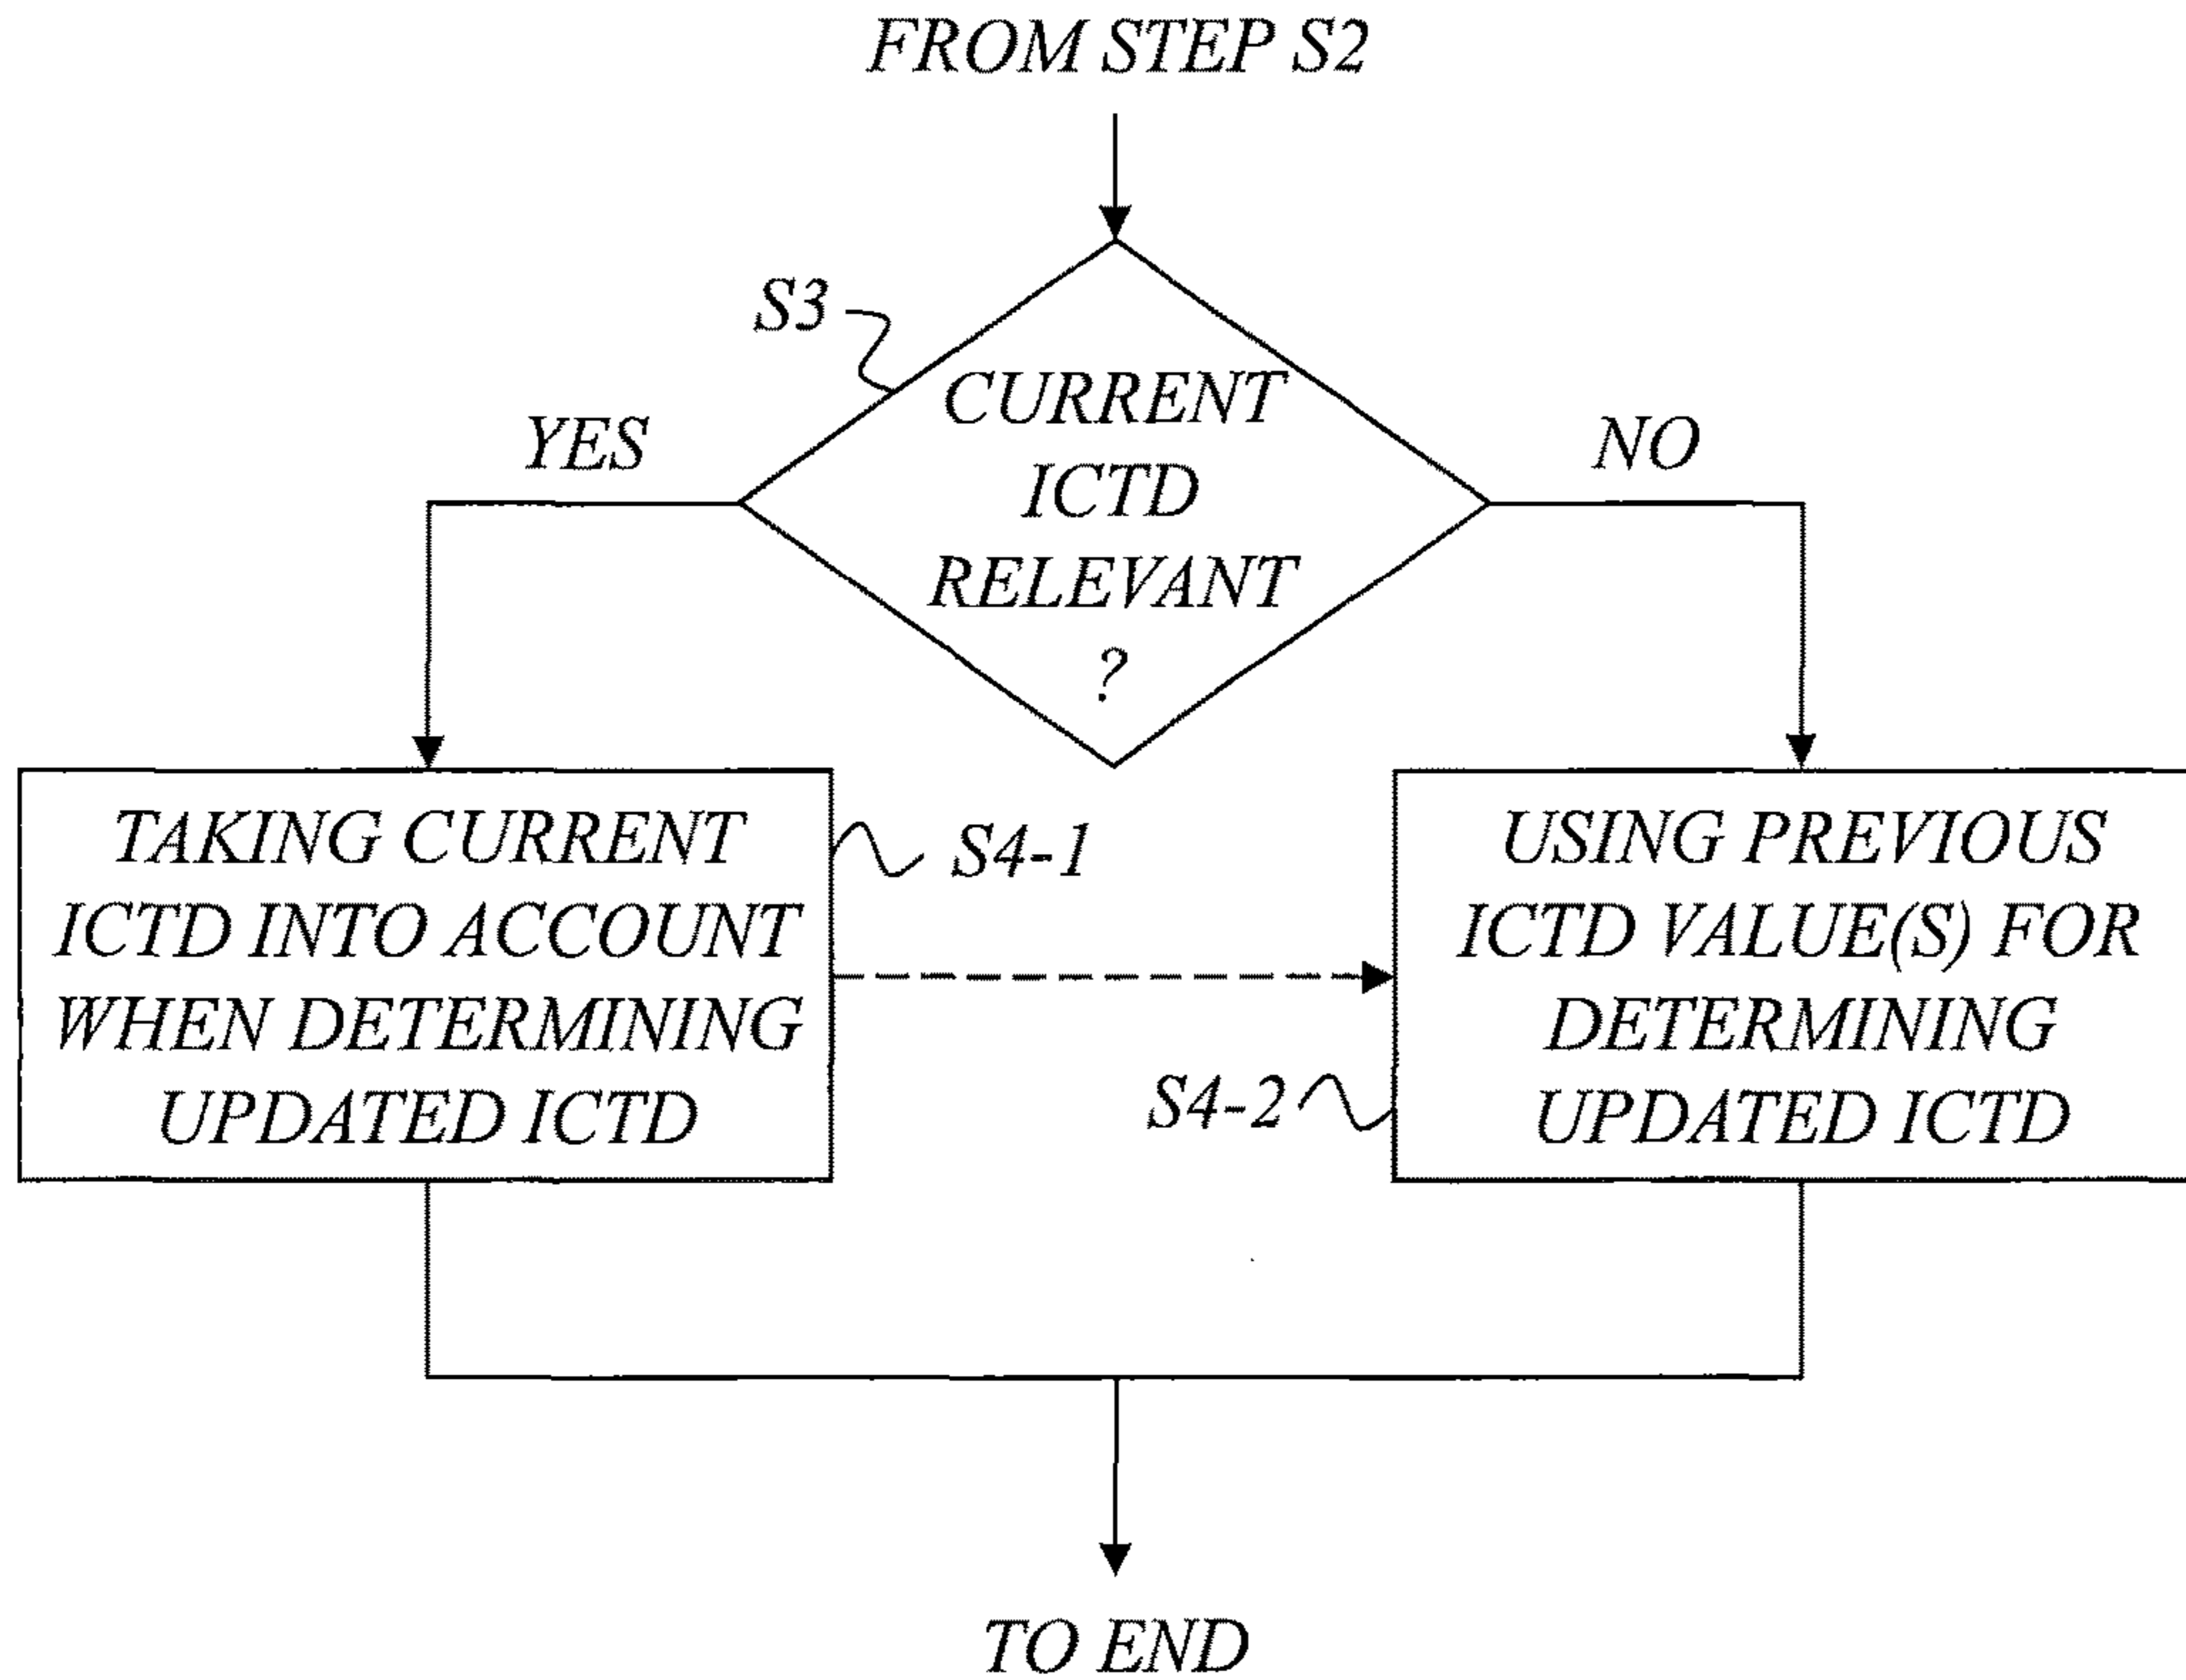 FROM STEP S2
S3
CURRENT
ICTD
RELEVANT
?
YES
NO
TAKING CURRENT
ICTD INTO ACCOUNT
WHEN DETERMINING
UPDATED ICTD
S4-1
USING PREVIOUS
ICTD VALUE(S) FOR
DETERMINING
UPDATED ICTD
S4-2
TO END